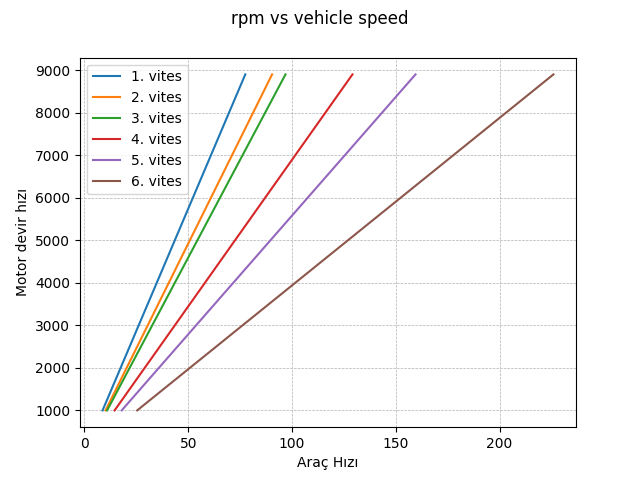 rpm vs vehicle speed
1. vites
2. vites
3. vites
4. vites
5. vites
6. vites
Motor devir hızı
9000
8000
7000
6000
5000
4000
3000
2000
1000
0 50 100 150 200
Araç Hızı